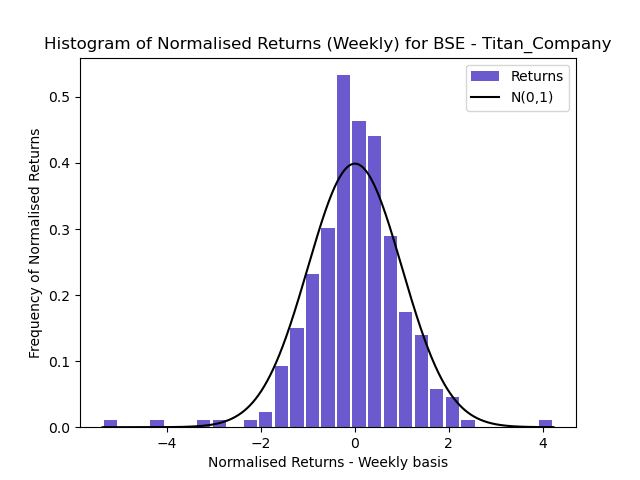 Histogram of Normalised Returns (Weekly) for BSE - Titan_Company
Returns
N(0,1)
Frequency of Normalised Returns
0.5
0.4
0.3
0.2
0.1
0.0
−4 −2 0 2 4
Normalised Returns - Weekly basis